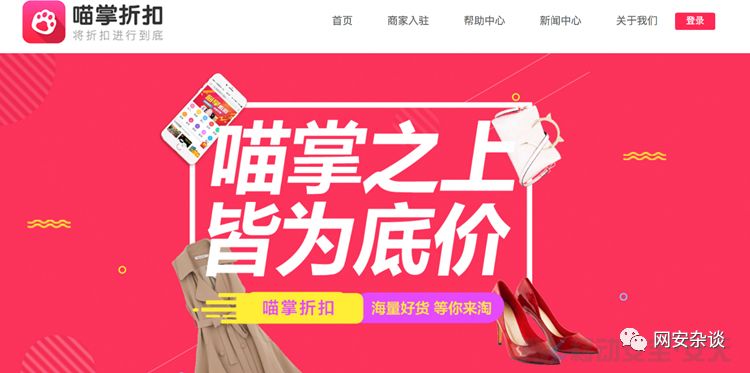 喵掌折扣
将折扣进行到底
首页 商家入驻 帮助中心 新闻中心 关于我们 登录
喵掌之上
皆为底价
喵掌折扣 海量好货 等你来淘
网安杂谈